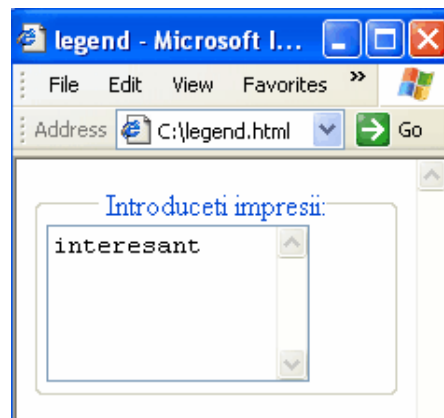 legend - Microsoft I...
File Edit View Favorites »
Address C:\legend.html Go
Introduceti impresii:
interesant